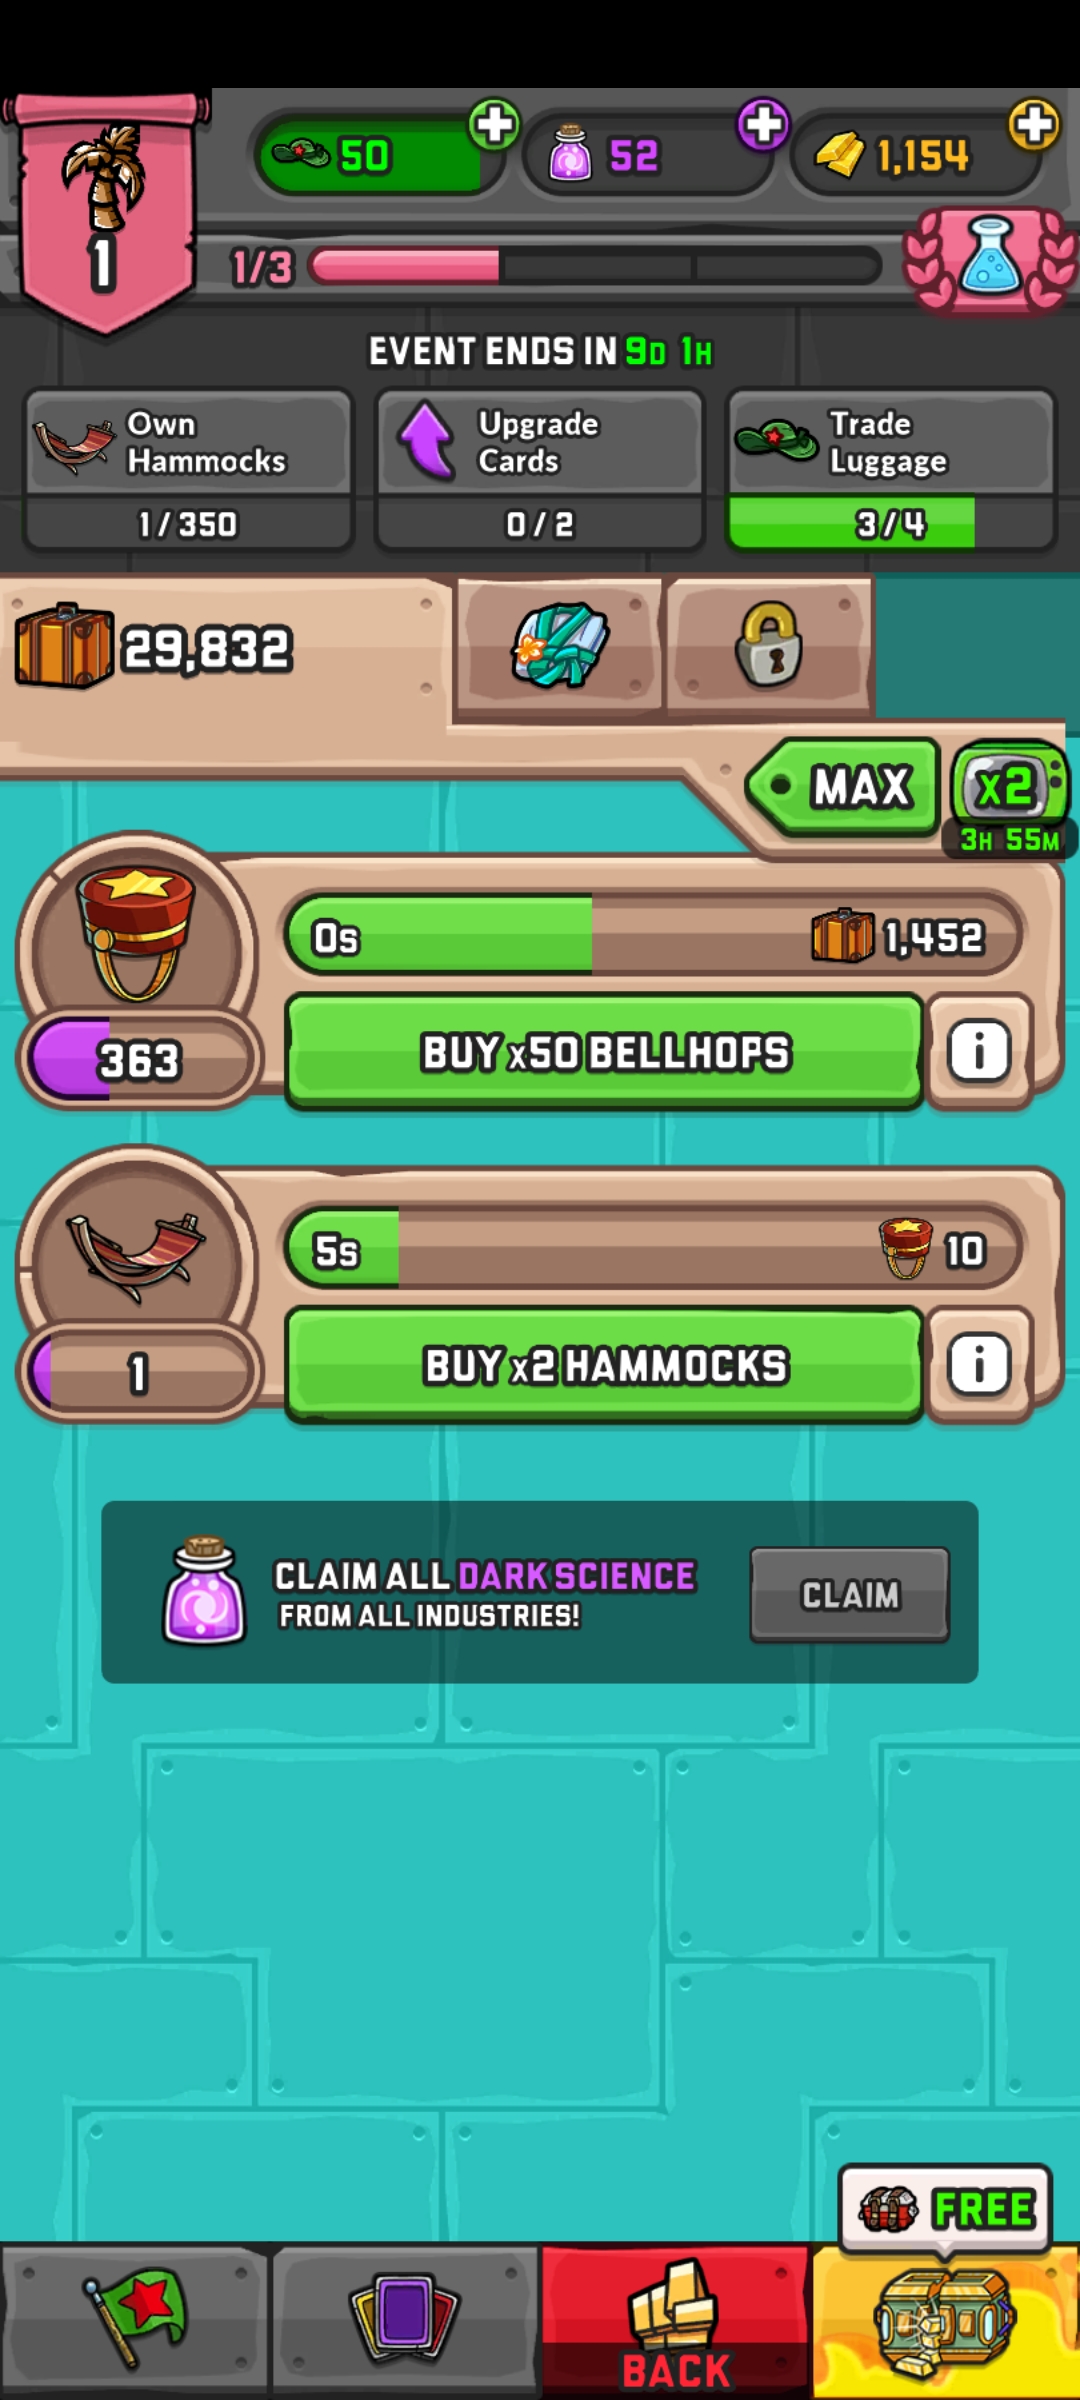 50
52
1,154
1
1/3
EVENT ENDS IN 9D 1H
Own
Hammocks
1/350
Upgrade
Cards
0/2
Trade
Luggage
3/4
29,832
MAX
x2
3H 55M
0s
1,452
363
BUY x50 BELLHOPS
i
5s
10
1
BUY x2 HAMMOCKS
i
CLAIM ALL DARK SCIENCE
FROM ALL INDUSTRIES!
CLAIM
FREE
BACK